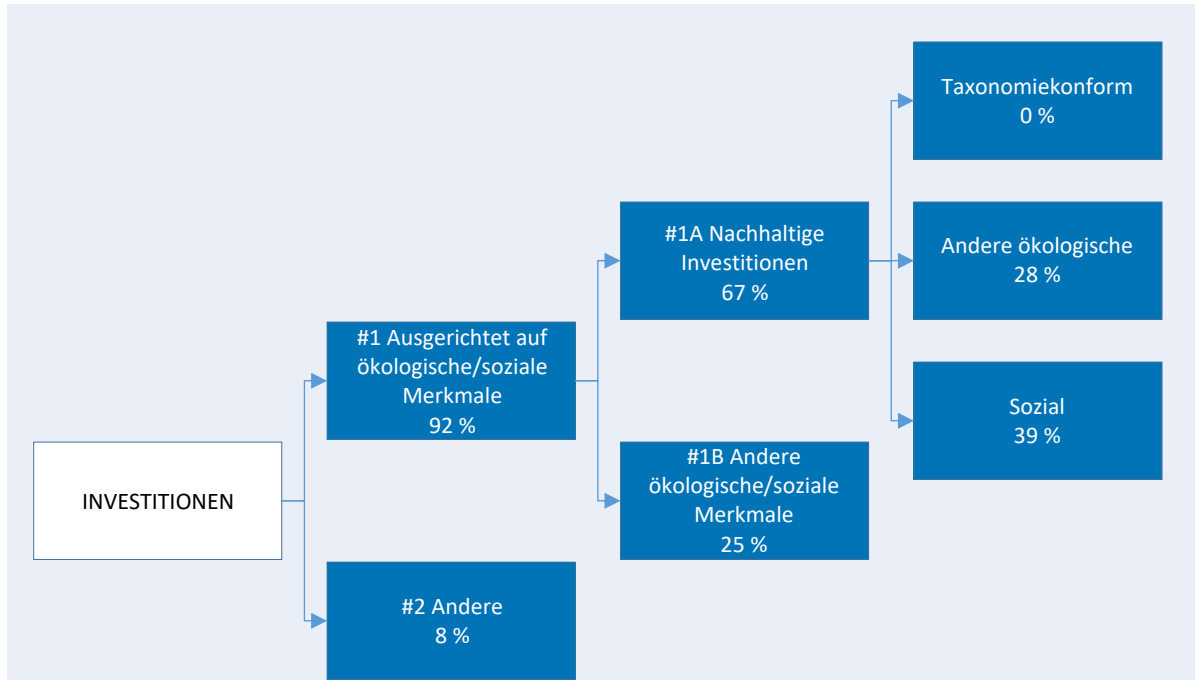 INVESTITIONEN
#1 Ausgerichtet auf
ökologische/soziale
Merkmale
92 %
#2 Andere
8 %
#1A Nachhaltige
Investitionen
67 %
#1B Andere
ökologische/soziale
Merkmale
25 %
Taxonomiekonform
0 %
Andere ökologische
28 %
Sozial
39 %